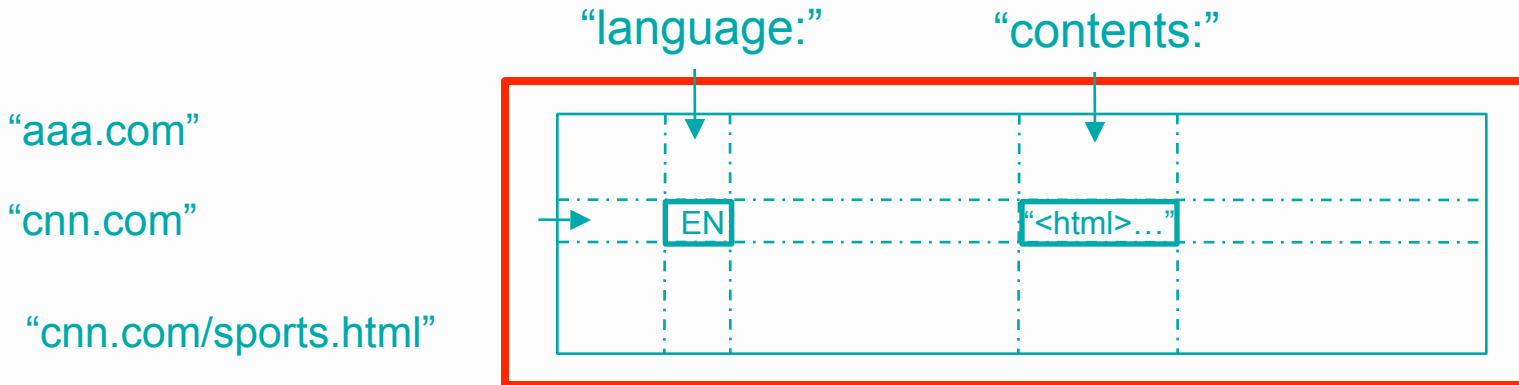 “language:” “contents:”
“aaa.com”
“cnn.com” EN “<html>…”
“cnn.com/sports.html”